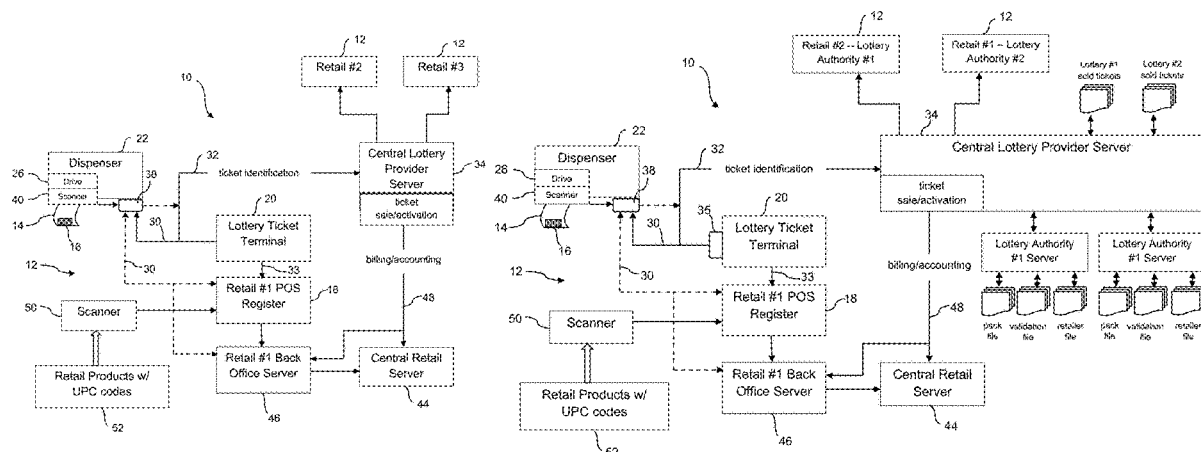 12
12
Retail #2
Retail #3
10
22
32
Dispenser
26
Drive
38
Scanner
40
ticket identification
Central Lottery
Provider
Server
34
ticket
sale/activation
14
16
20
30
Lottery Ticket
Terminal
12
30
33
billing/accounting
Retail #1 POS
Register
18
50
Scanner
48
Retail #1 Back
Office Server
Central Retail
Server
Retail Products w/
UPC codes
46
44
52
12
12
Retail #2 -- Lottery
Authority #1
Retail #1 – Lottery
Authority #2
Lottery #1
sold tickets
Lottery #2
sold tickets
10
34
22
32
Central Lottery Provider Server
Dispenser
28
Drive
38
Scanner
40
ticket identification
ticket
sale/activation
20
35
14
16
30
Lottery Ticket
Terminal
Lottery Authority
#1 Server
Lottery Authority
#1 Server
12
30
33
billing/accounting
Retail #1 POS
Register
18
50
Scanner
48
pack
file
validation
file
retailer
file
pack
file
validation
file
retailer
file
Retail #1 Back
Office Server
Central Retail
Server
Retail Products w/
UPC codes
46
44